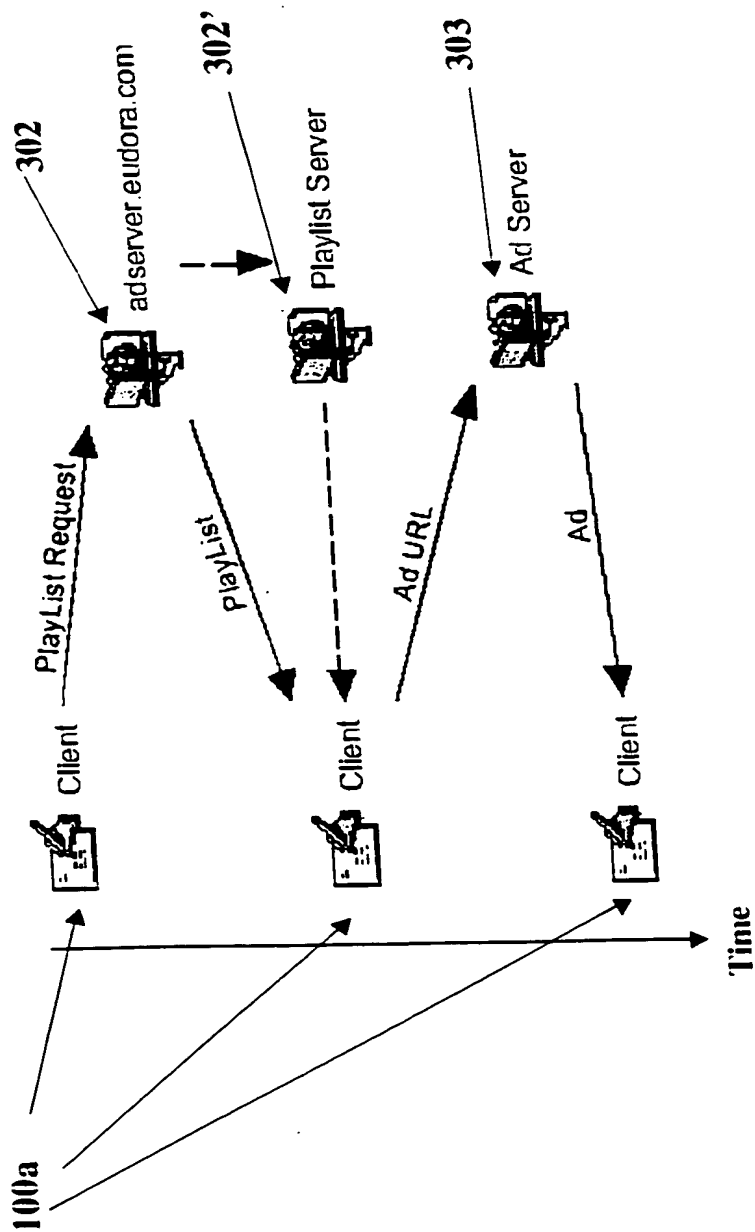 302
adserver.eudora.com
302'
Playlist Server
303
Ad Server
PlayList Request
PlayList
Ad URL
Ad
Client
Client
Client
100a
Time